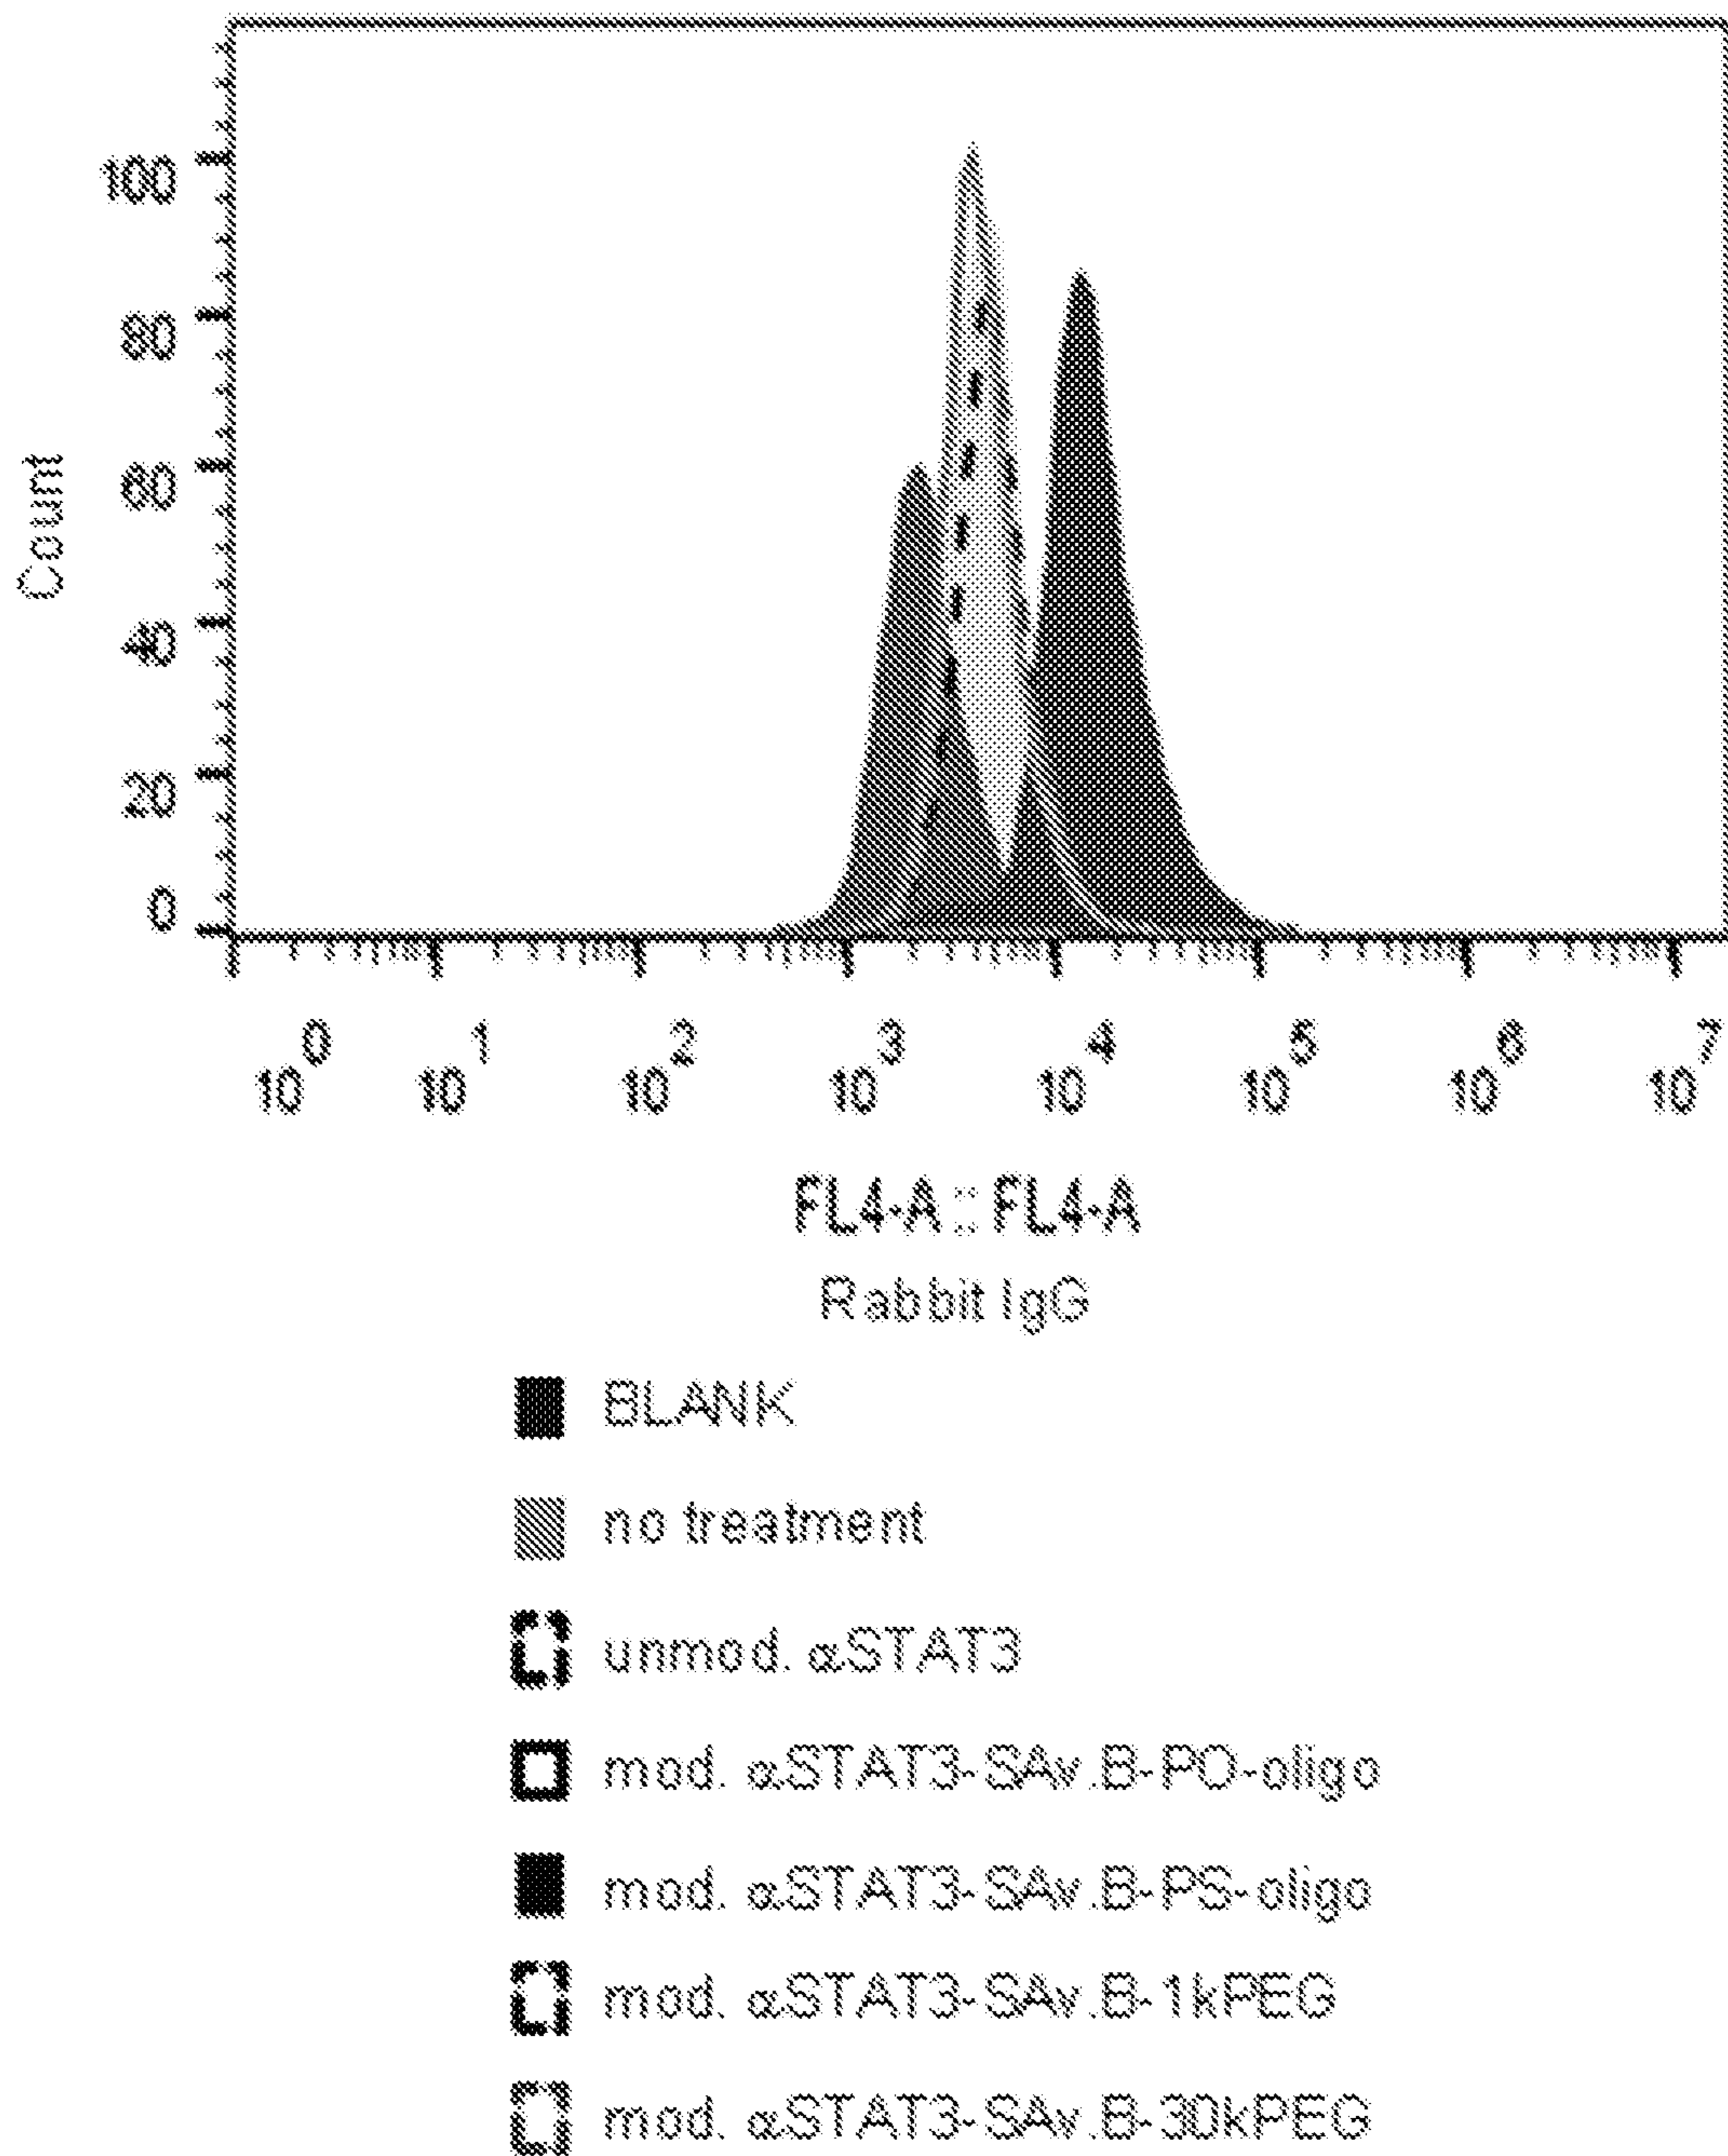 100
80
60
40
20
0
Count
10^0 10^1 10^2 10^3 10^4 10^5 10^6 10^7
FL4-A :: FL4-A
Rabbit IgG
BLANK
no treatment
unmod. αSTAT3
mod. αSTAT3-SAv.B-PO-oligo
mod. αSTAT3-SAv.B-PS-oligo
mod. αSTAT3-SAv.B-1kPEG
mod. αSTAT3-SAv.B-30kPEG